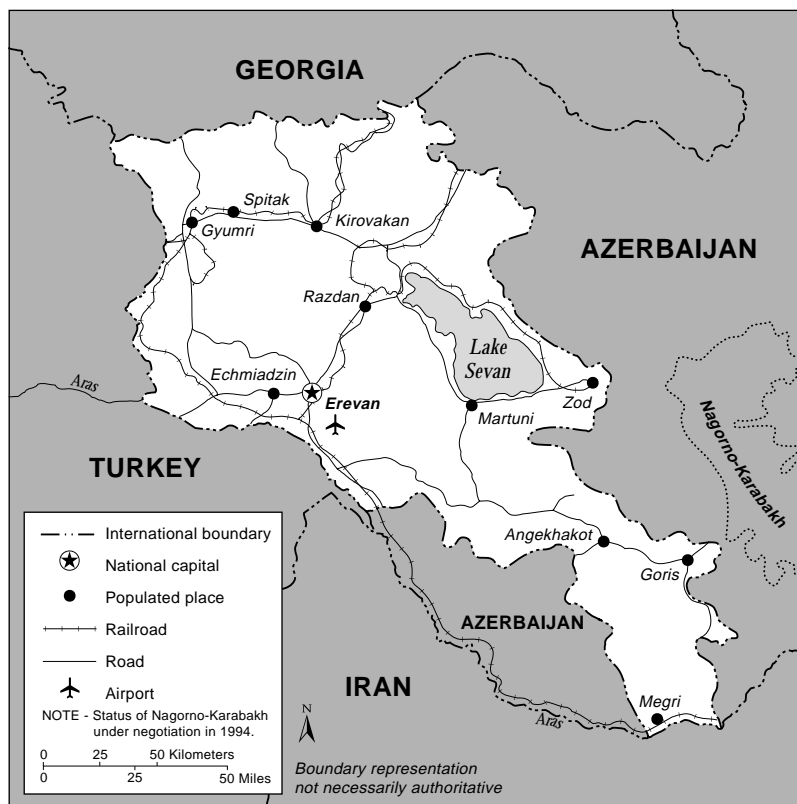 GEORGIA
Spitak
Gyumri
Kirovakan
AZERBAIJAN
Razdan
Lake
Sevan
Echmiadzin
Aras
Erevan
Martuni
Zod
Nagorno-Karabakh
TURKEY
Angekhakot
Goris
AZERBAIJAN
IRAN
Megri
Aras
International boundary
National capital
Populated place
Railroad
Road
Airport
NOTE - Status of Nagorno-Karabakh
under negotiation in 1994.
0 25 50 Kilometers
0 25 50 Miles
N
Boundary representation
not necessarily authoritative